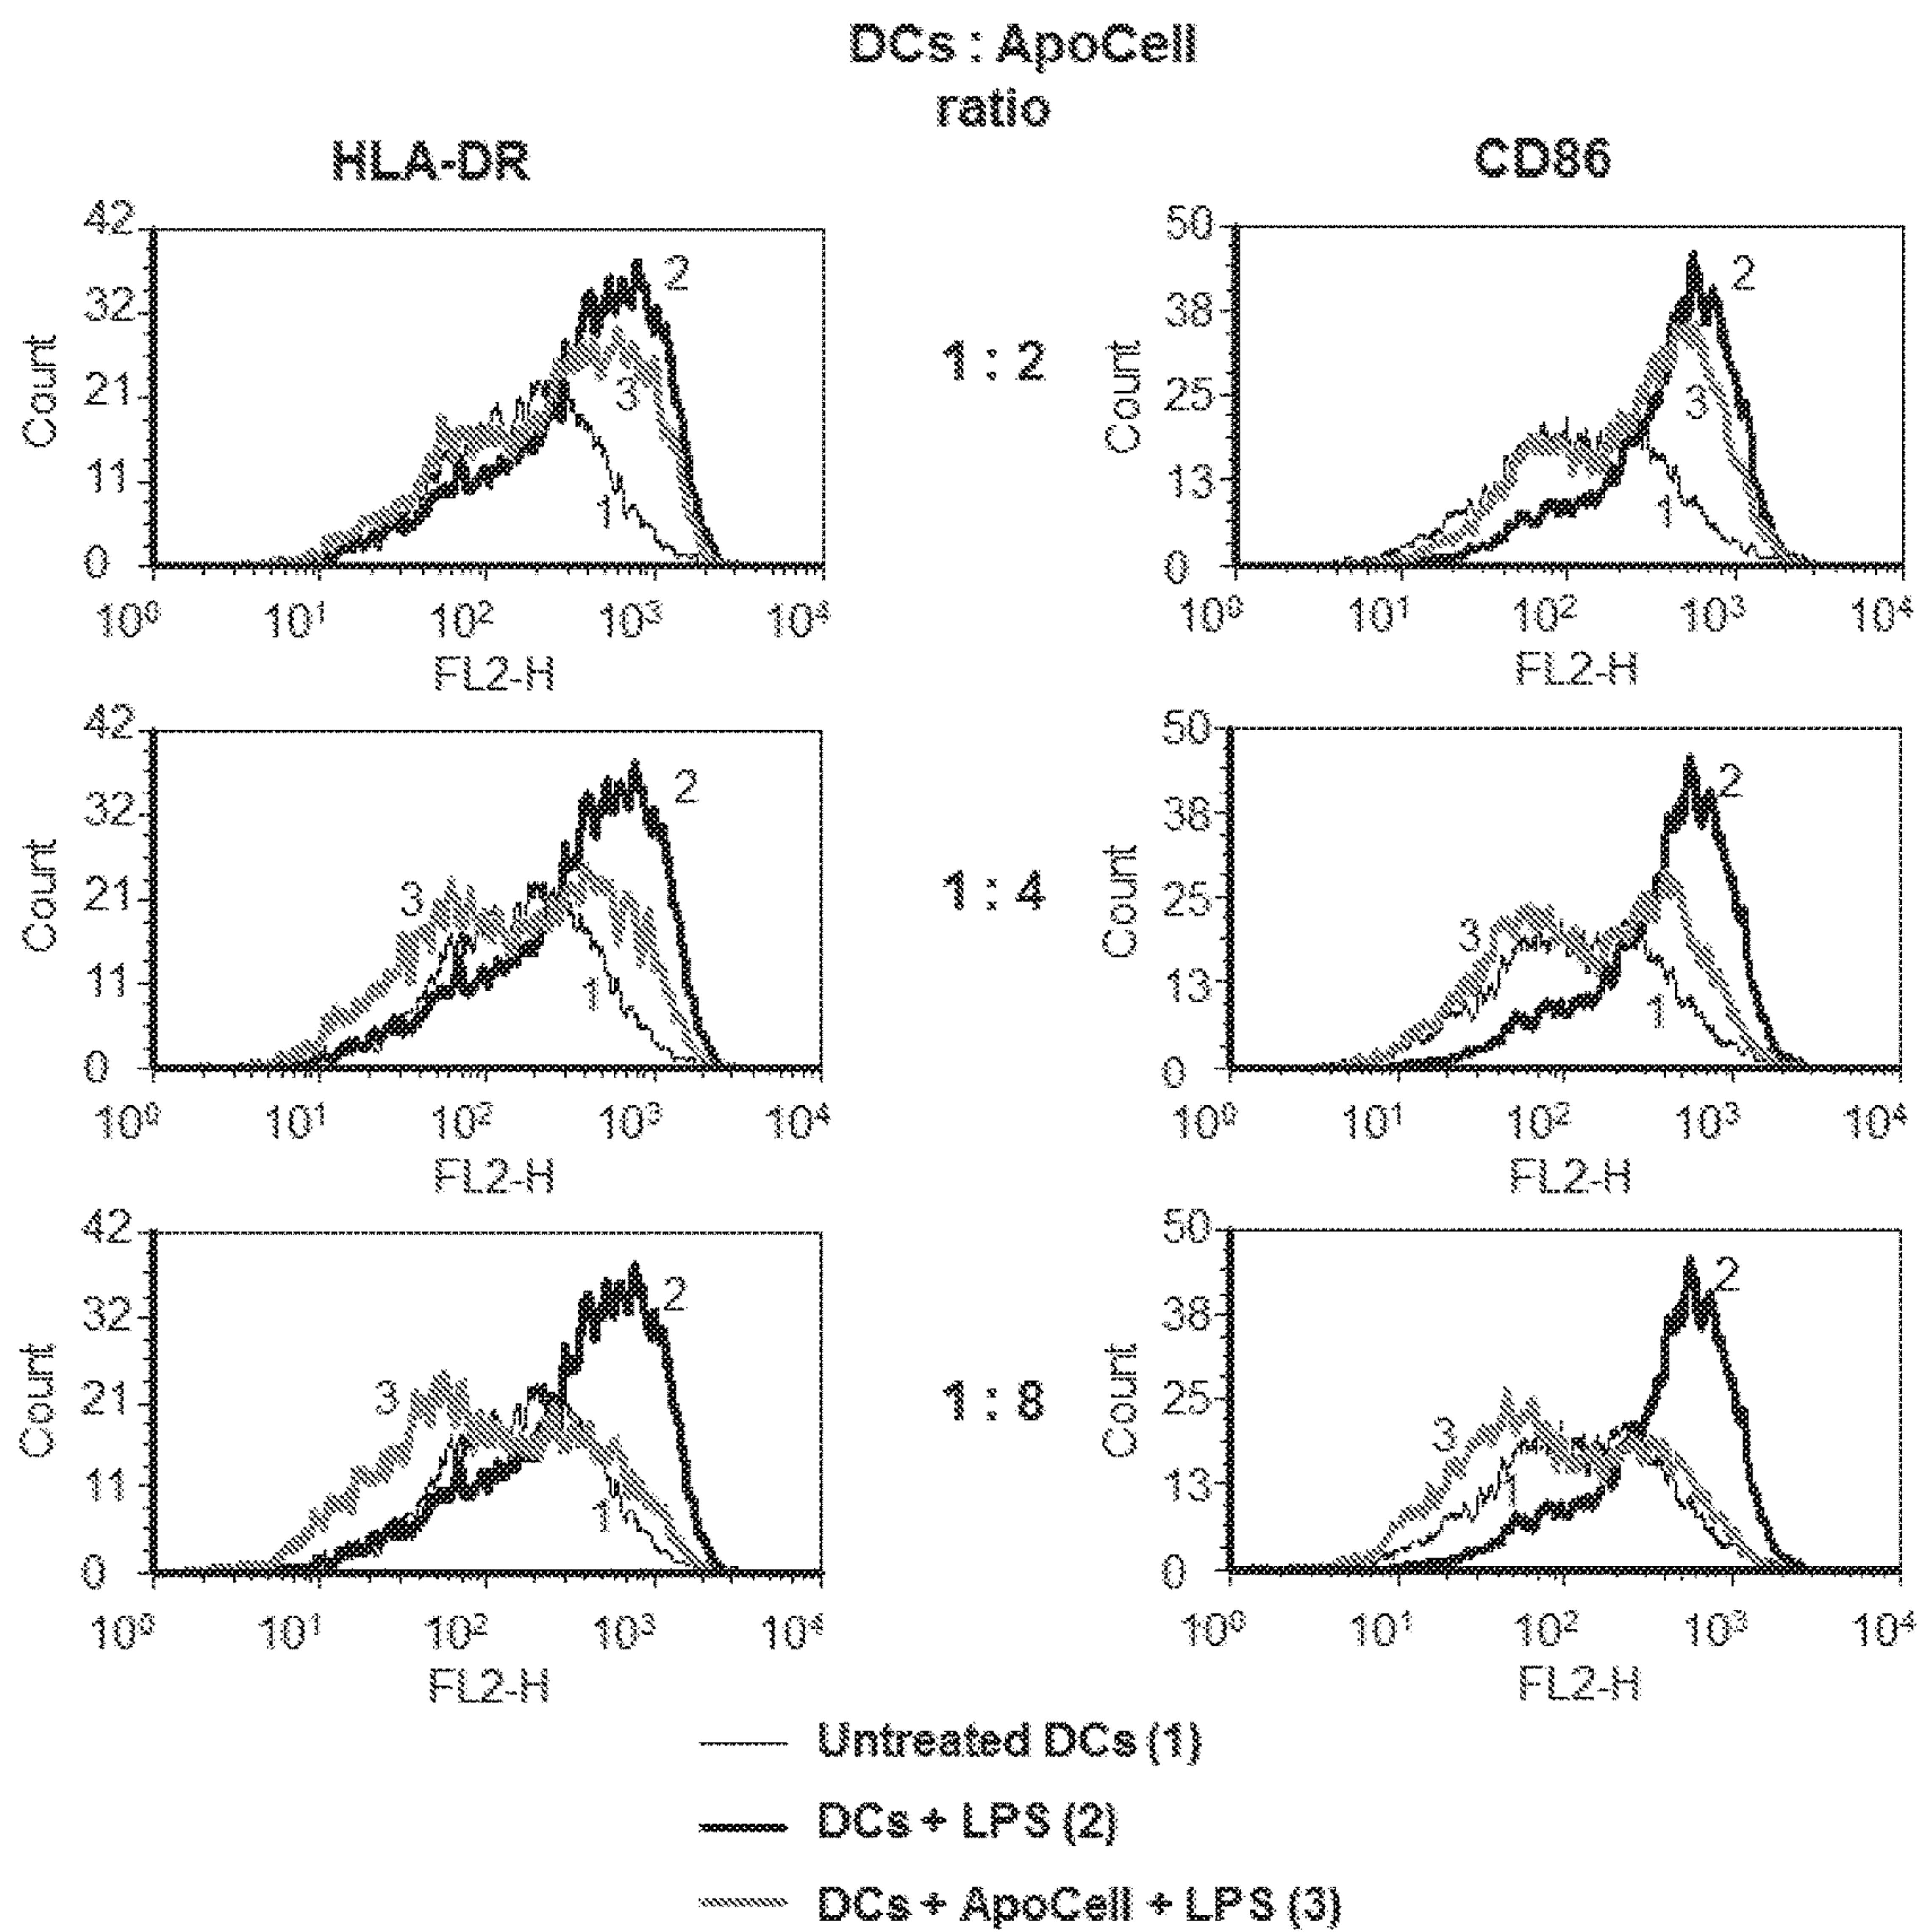 DCs : ApoCell
ratio
HLA-DR
CD86
42
32
21
11
0
Count
2
3
1
10⁰ 10¹ 10² 10³ 10⁴
FL2-H
1 : 2
50
38
25
13
0
Count
2
3
1
10⁰ 10¹ 10² 10³ 10⁴
FL2-H
42
32
21
11
0
Count
2
3
1
10⁰ 10¹ 10² 10³ 10⁴
FL2-H
1 : 4
50
38
25
13
0
Count
2
3
1
10⁰ 10¹ 10² 10³ 10⁴
FL2-H
42
32
21
11
0
Count
2
3
1
10⁰ 10¹ 10² 10³ 10⁴
FL2-H
1 : 8
50
38
25
13
0
Count
2
3
1
10⁰ 10¹ 10² 10³ 10⁴
FL2-H
Untreated DCs (1)
DCs + LPS (2)
DCs + ApoCell + LPS (3)